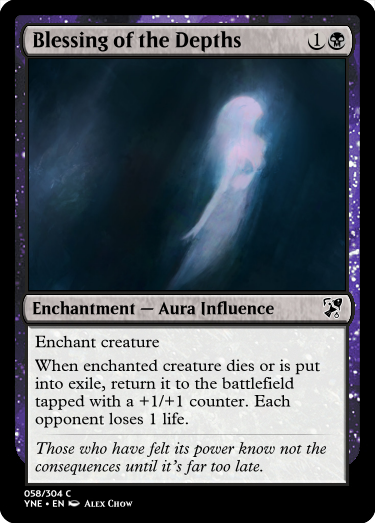 Blessing of the Depths 1
Enchantment — Aura Influence
Enchant creature
When enchanted creature dies or is put
into exile, return it to the battlefield
tapped with a +1/+1 counter. Each
opponent loses 1 life.
Those who have felt its power know not the
consequences until it's far too late.
058/304 C
YNE • EN Alex Chow